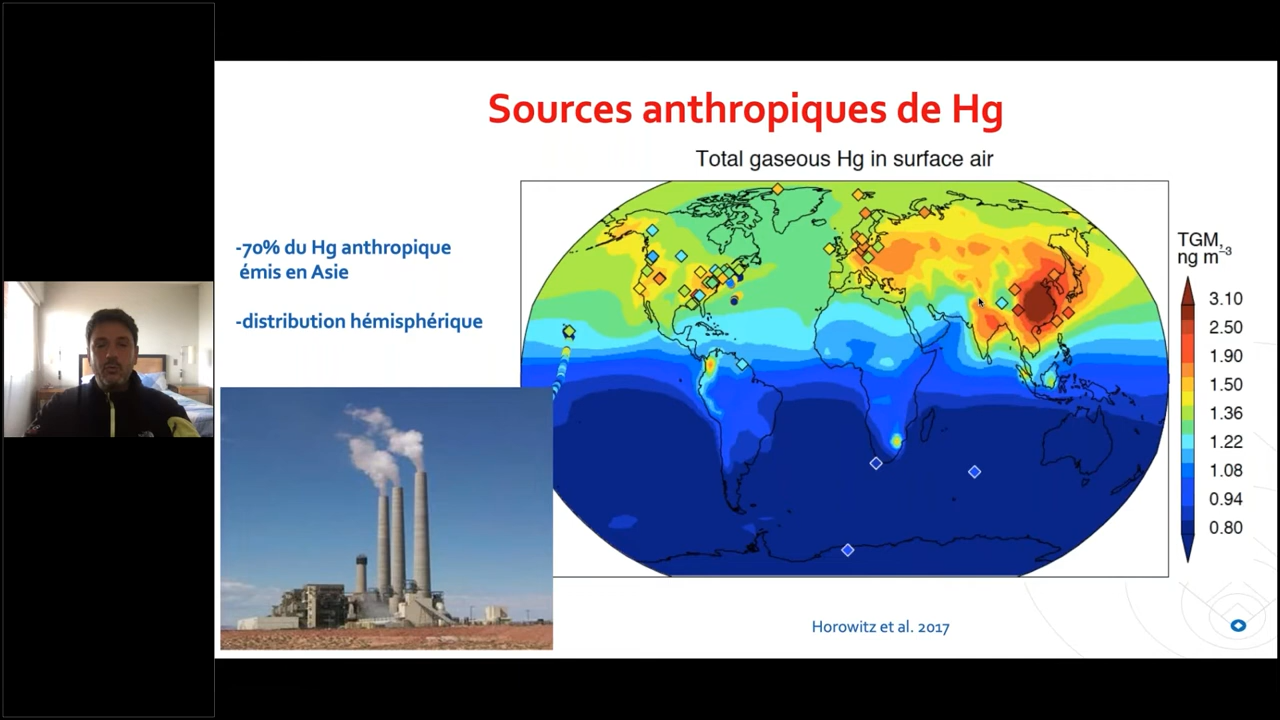 Sources anthropiques de Hg
Total gaseous Hg in surface air
-70% du Hg anthropique
émis en Asie
-distribution hémisphérique
TGM,
ng m⁻³
3.10
2.50
1.90
1.50
1.36
1.22
1.08
0.94
0.80
Horowitz et al. 2017